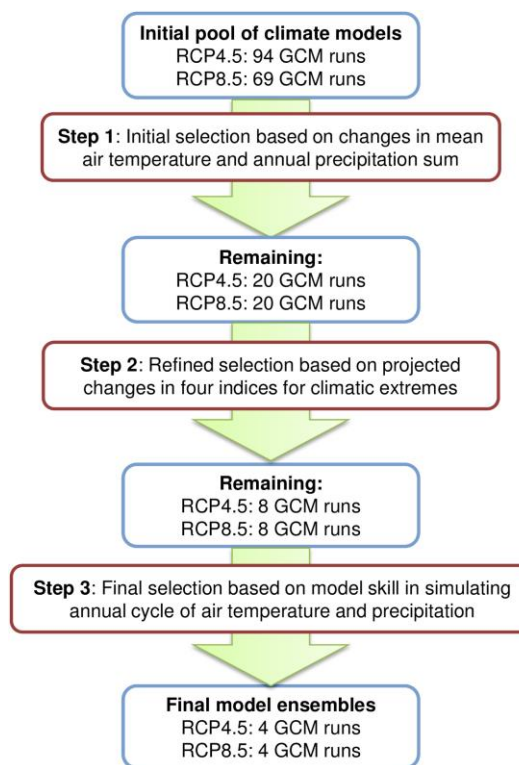 Initial pool of climate models
RCP4.5: 94 GCM runs
RCP8.5: 69 GCM runs
Step 1: Initial selection based on changes in mean
air temperature and annual precipitation sum
Remaining:
RCP4.5: 20 GCM runs
RCP8.5: 20 GCM runs
Step 2: Refined selection based on projected
changes in four indices for climatic extremes
Remaining:
RCP4.5: 8 GCM runs
RCP8.5: 8 GCM runs
Step 3: Final selection based on model skill in simulating
annual cycle of air temperature and precipitation
Final model ensembles
RCP4.5: 4 GCM runs
RCP8.5: 4 GCM runs